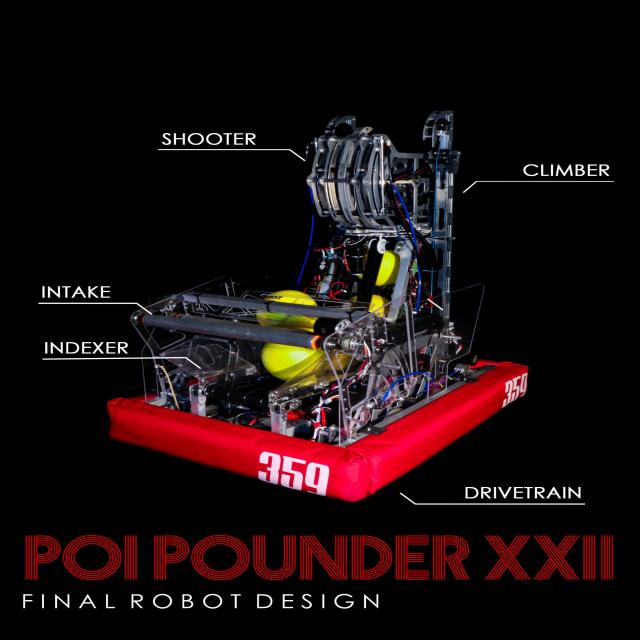 SHOOTER
CLIMBER
INTAKE
INDEXER
359
359
DRIVETRAIN
POI POUNDER XXII
FINAL ROBOT DESIGN